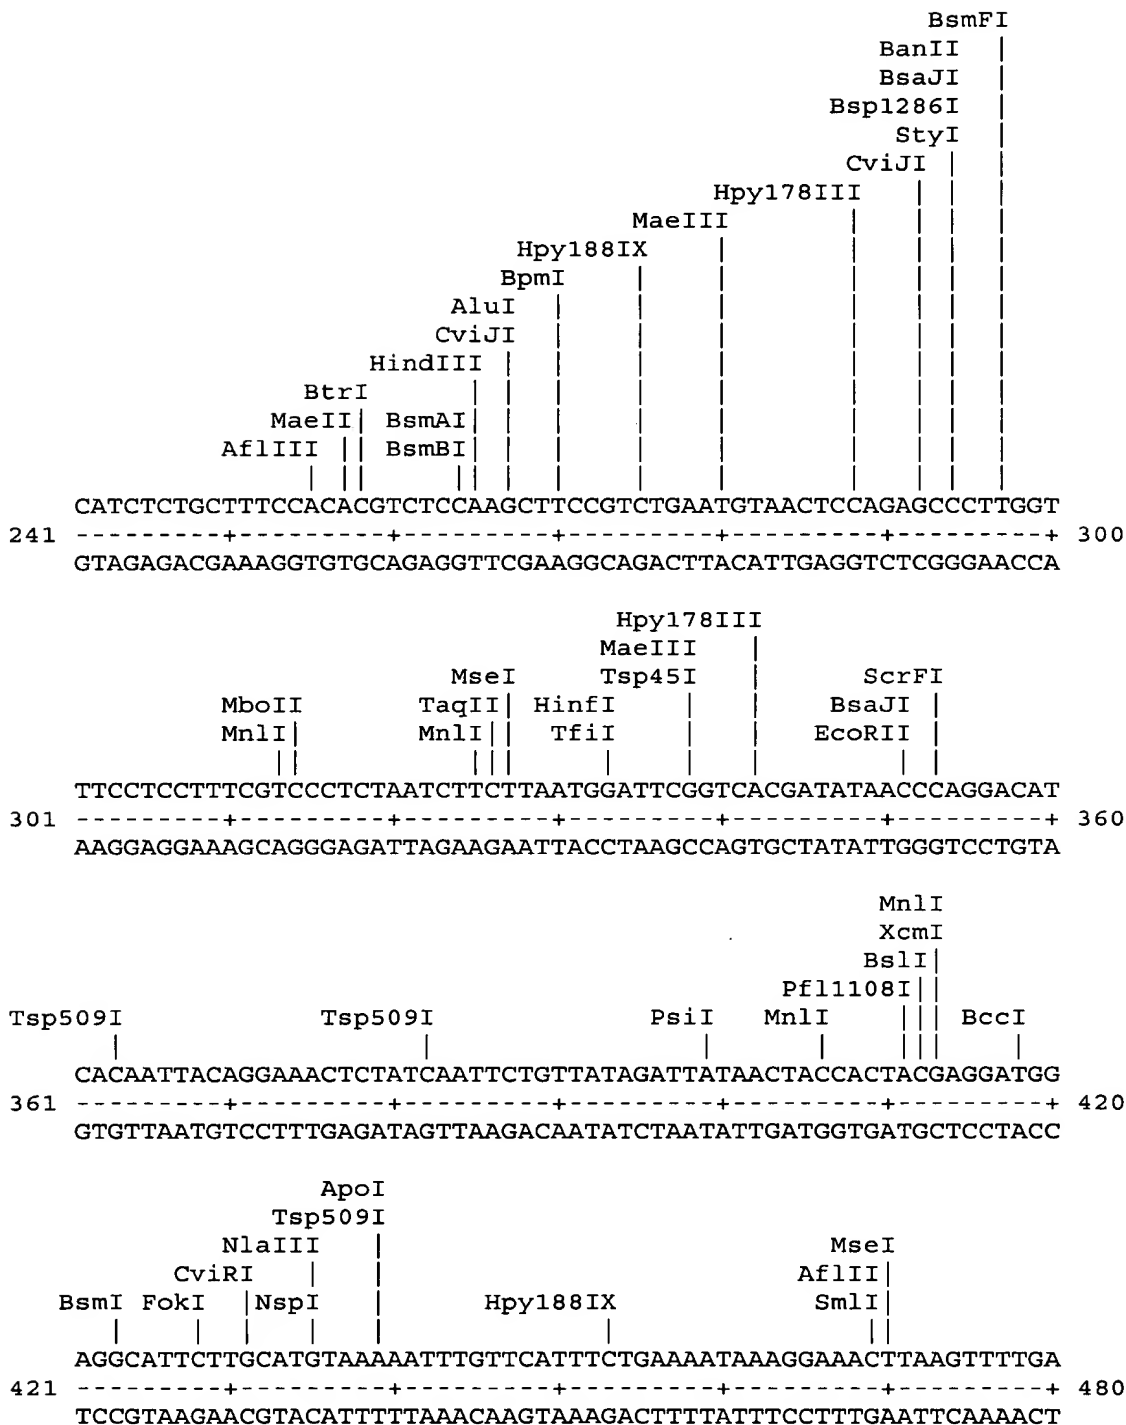 BsmFI
BanII
BsaJI
Bsp1286I
StyI
CviJI
Hpy178III
MaeIII
Hpy188IX
BpmI
AluI
CviJI
HindIII
BtrI
MaeII BsmAI
AflIII BsmBI
CATCTCTGCTTTCCACACGTCTCCAAGCTTCCGTCTGAATGTAACTCCAGAGCCCTTGGT
241 ---------+---------+---------+---------+---------+---------+ 300
GTAGAGACGAAAGGTGTGCAGAGGTTCGAAGGCAGACTTACATTGAGGTCTCGGGAACCA
Hpy178III
MaeIII
MseI Tsp45I ScrFI
MboII TaqII HinfI BsaJI
MnlI MnlI TfiI EcoRII
TTCCTCCTTTCGTCCCTCTAATCTTCTTAATGGATTCGGTCACGATATAACCCAGGACAT
301 ---------+---------+---------+---------+---------+---------+ 360
AAGGAGGAAAGCAGGGAGATTAGAAGAATTACCTAAGCCAGTGCTATATTGGGTCCTGTA
MnlI
XcmI
BslI
Pfl1108I
Tsp509I Tsp509I PsiI MnlI BccI
CACAATTACAGGAAACTCTATCAATTCTGTTATAGATTATAACTACCACTACGAGGATGG
361 ---------+---------+---------+---------+---------+---------+ 420
GTGTTAATGTCCTTTGAGATAGTTAAGACAATATCTAATATTGATGGTGATGCTCCTACC
ApoI
Tsp509I
NlaIII MseI
CviRI AflII
BsmI FokI NspI Hpy188IX SmlI
AGGCATTCTTGCATGTAAAAATTTGTTCATTTCTGAAAATAAAGGAAACTTAAGTTTTGA
421 ---------+---------+---------+---------+---------+---------+ 480
TCCGTAAGAACGTACATTTTTAAACAAGTAAAGACTTTTATTTCCTTTGAATTCAAAACT